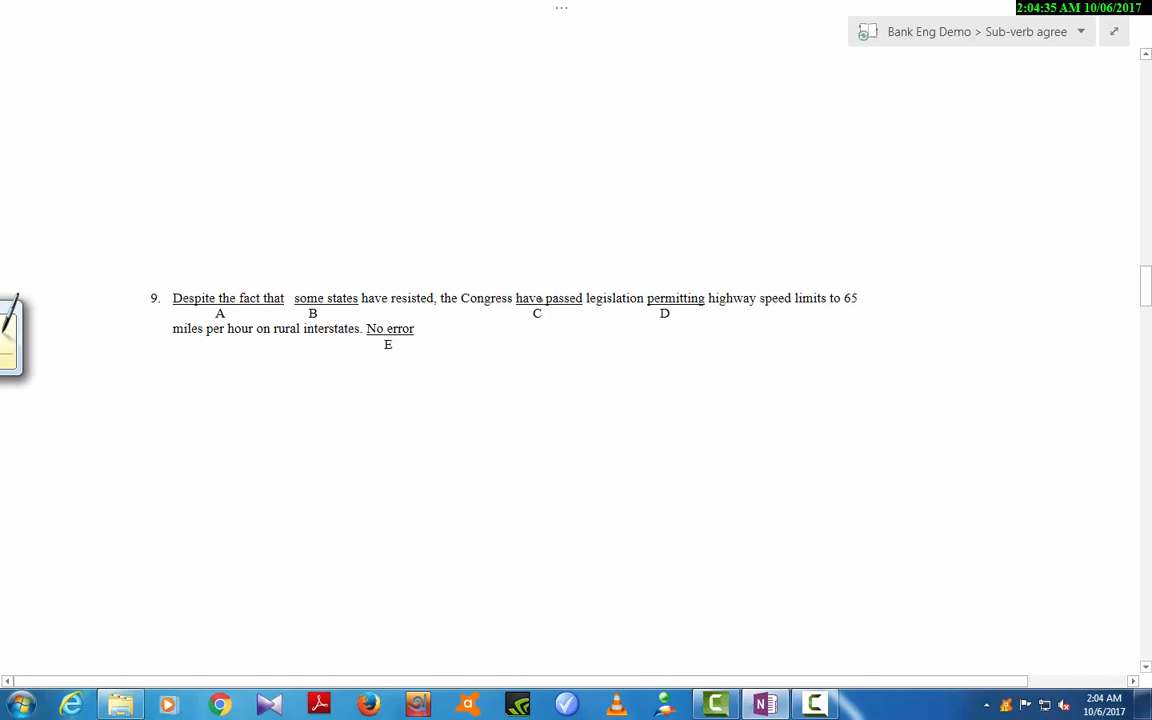 2:04:35 AM 10/06/2017
Bank Eng Demo > Sub-verb agree
9. Despite the fact that some states have resisted, the Congress have passed legislation permitting highway speed limits to 65
A B C D
miles per hour on rural interstates. No error
E
2:04 AM
10/6/2017